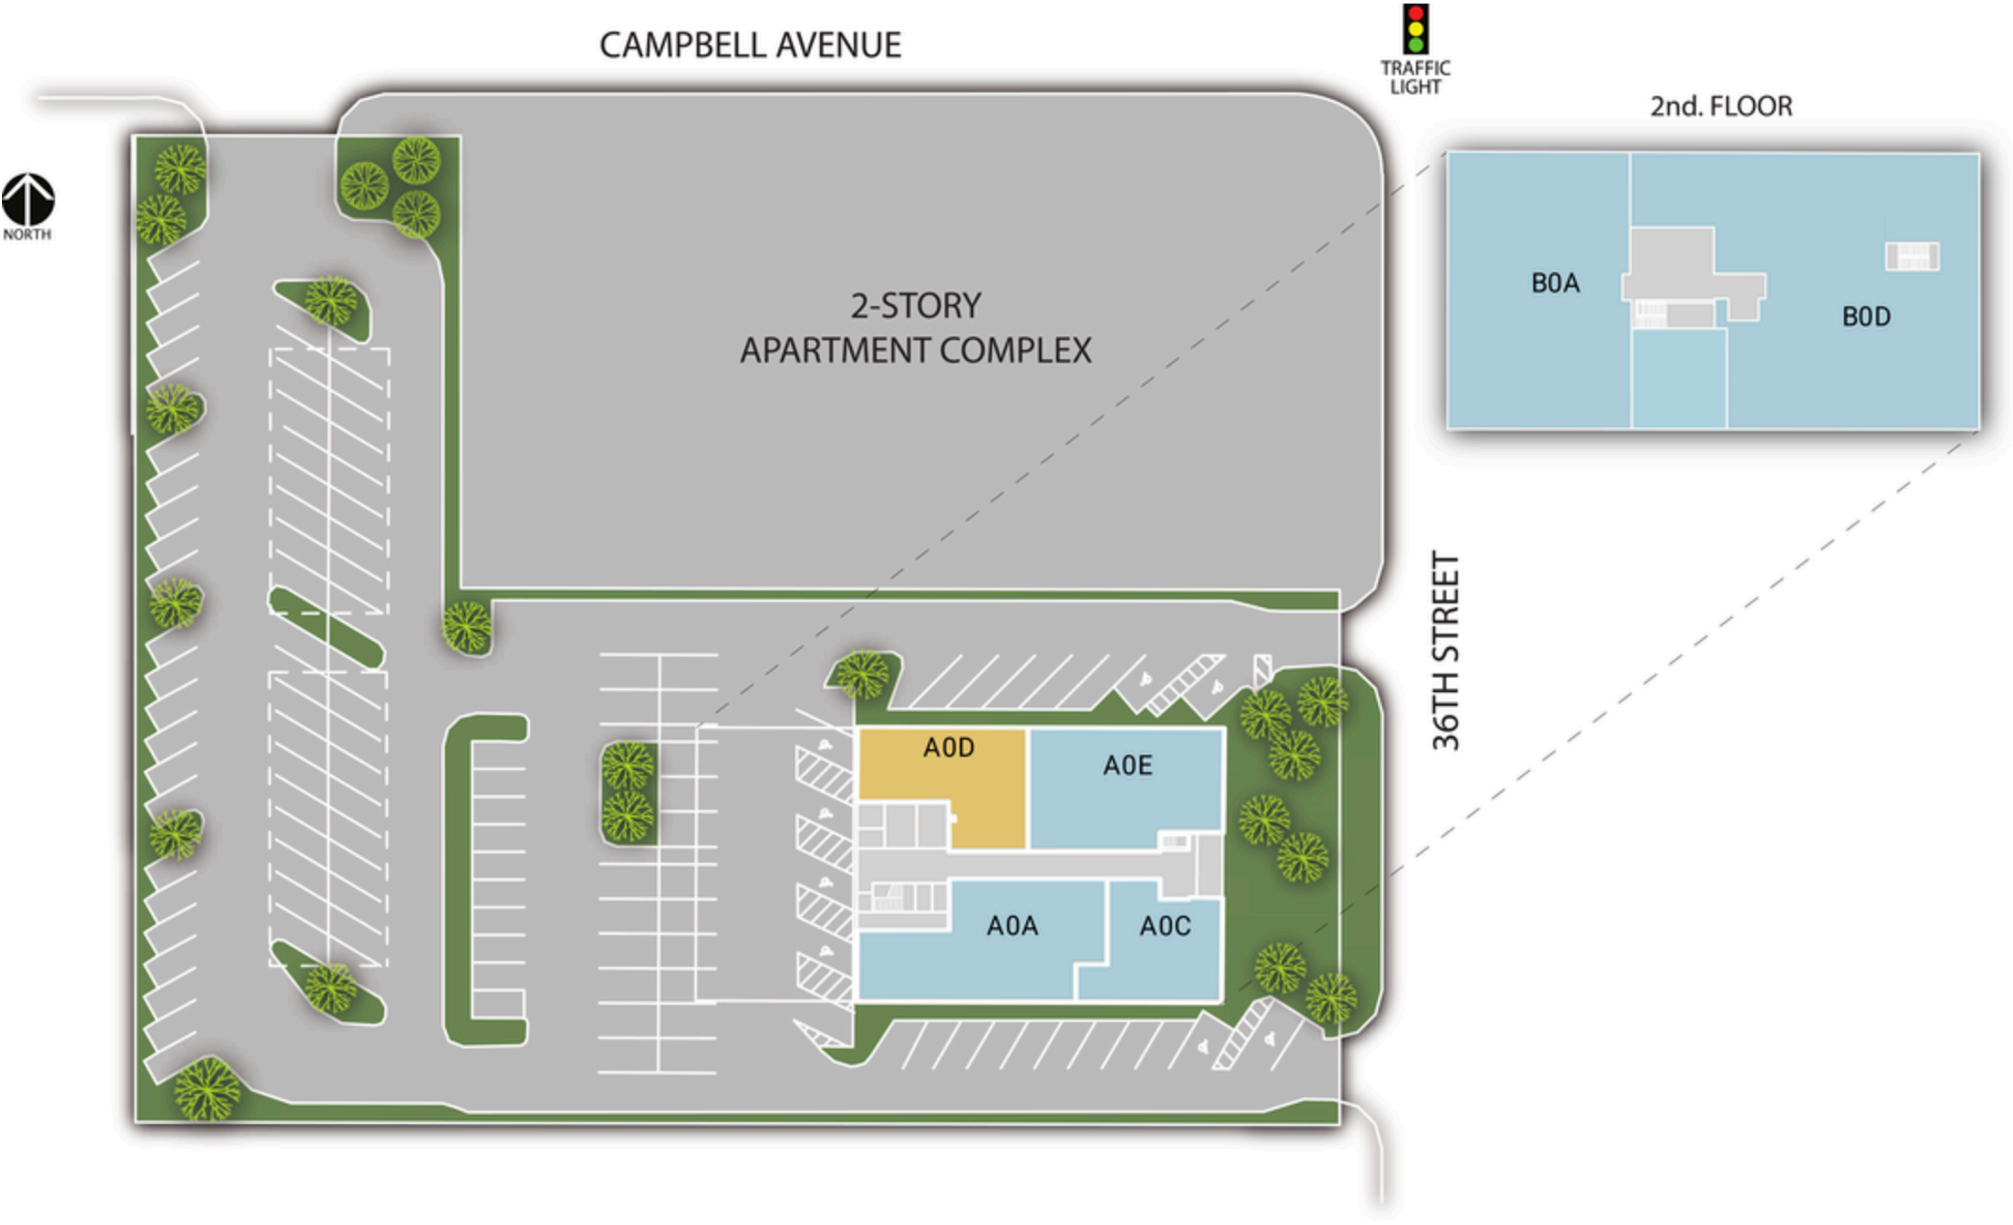 CAMPBELL AVENUE
TRAFFIC
LIGHT
2nd. FLOOR
NORTH
B0A
B0D
2-STORY
APARTMENT COMPLEX
36TH STREET
A0D
A0E
A0A
A0C